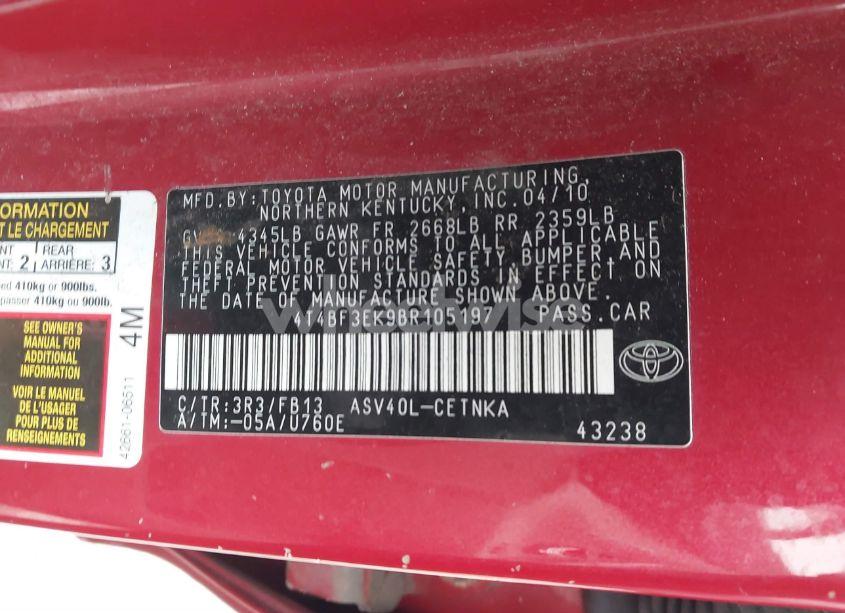 ORMATION
T LE CHARGEMENT
NT
NT: 2
REAR
ARRIÈRE: 3
ed 410kg or 900lbs.
passer 410kg ou 900lb.
SEE OWNER'S
MANUAL FOR
ADDITIONAL
INFORMATION
VOIR LE MANUEL
DE L'USAGER
POUR PLUS DE
RENSEIGNEMENTS
4M
42661-06511
MFD.BY:TOYOTA MOTOR MANUFACTURING,
NORTHERN KENTUCKY,INC.04/10
4345LB GAWR FR 2668LB RR 2359LB
THIS VEHICLE CONFORMS TO ALL APPLICABLE
FEDERAL MOTOR VEHICLE SAFETY,BUMPER,AND
THEFT PREVENTION STANDARDS IN EFFECT ON
THE DATE OF MANUFACTURE SHOWN ABOVE.
4T4BF3EK9BR105197 PASS.CAR
C/TR:3R3/FB13 ASV40L-CETNKA
A/TM:-05A/U760E 43238